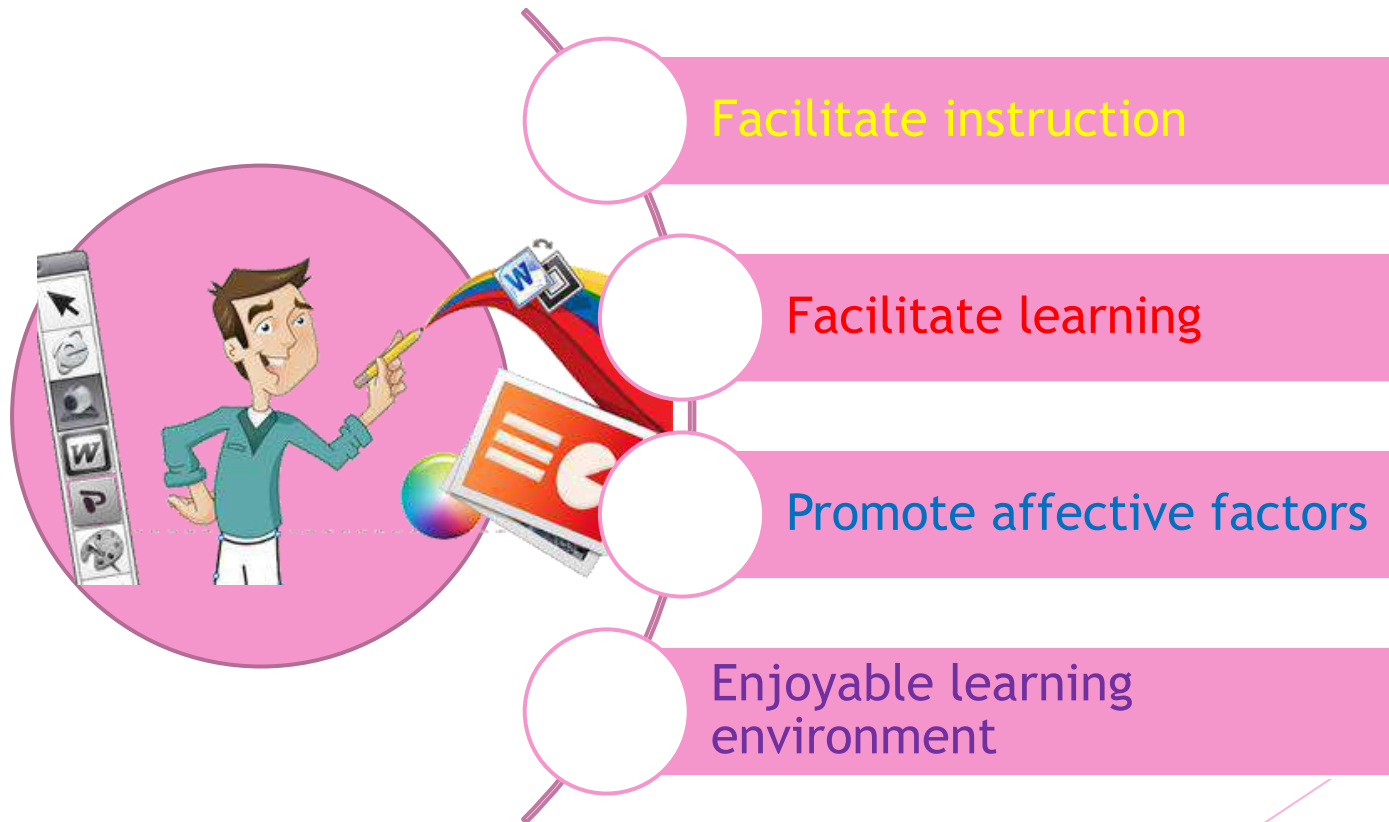 Facilitate instruction
Facilitate learning
Promote affective factors
Enjoyable learning
environment
W
W
P